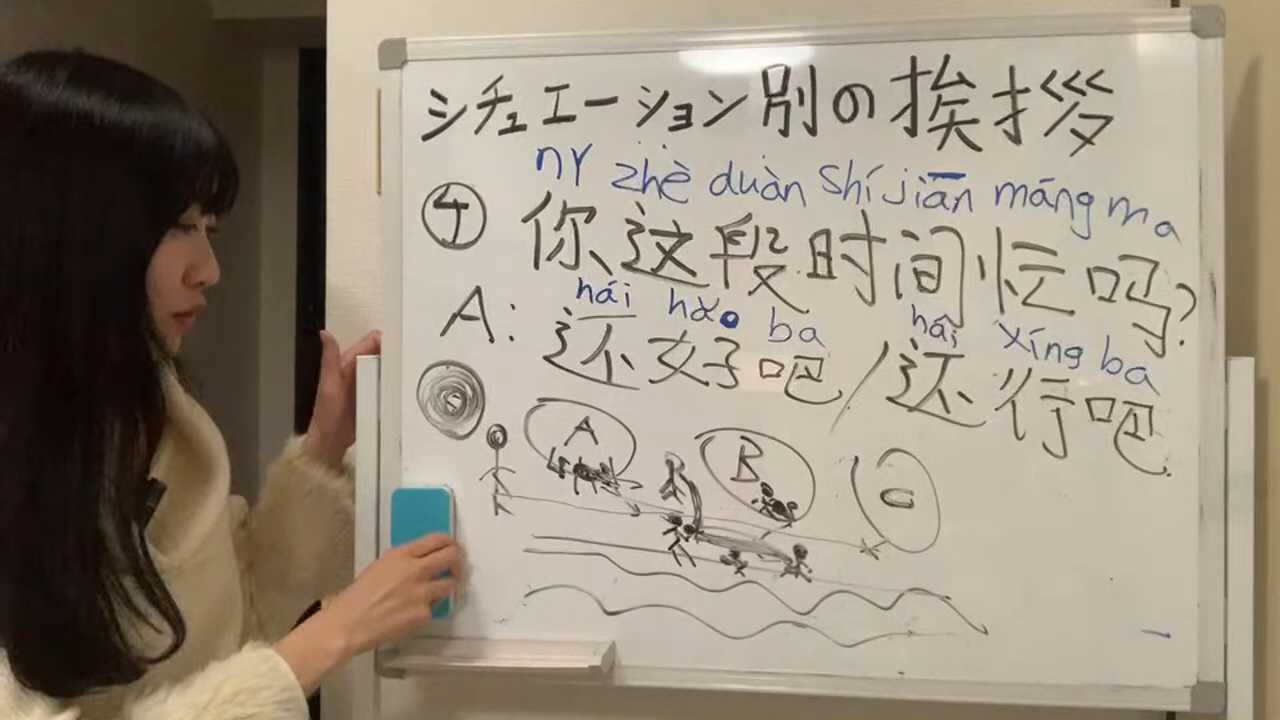 シチュエーション別の挨拶
nǐ zhè duàn shí jiān máng ma
④ 你这段时间忙吗?
hái hǎo ba hái xíng ba
A: 还好吧/还行吧
A B C